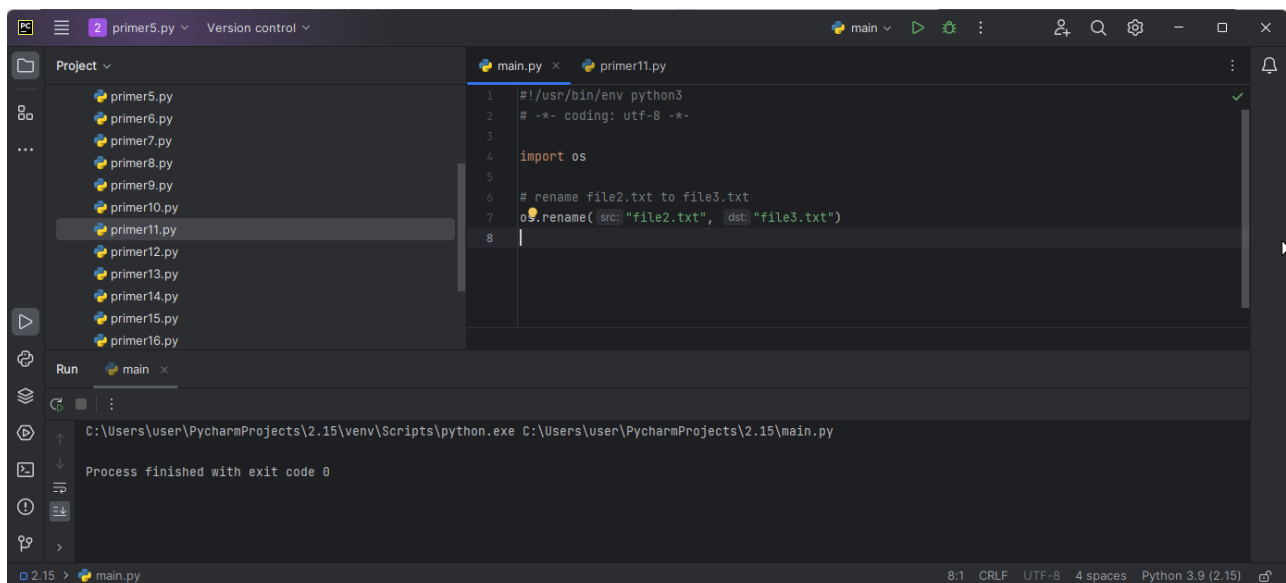 PC 2 primer5.py Version control main
Project
main.py primer11.py
primer5.py
primer6.py
primer7.py
primer8.py
primer9.py
primer10.py
primer11.py
primer12.py
primer13.py
primer14.py
primer15.py
primer16.py
1 #!/usr/bin/env python3
2 # -*- coding: utf-8 -*-
3
4 import os
5
6 # rename file2.txt to file3.txt
7 os.rename( src: "file2.txt", dst: "file3.txt")
8
Run main
C:\Users\user\PycharmProjects\2.15\venv\Scripts\python.exe C:\Users\user\PycharmProjects\2.15\main.py
Process finished with exit code 0
2.15 > main.py 8:1 CRLF UTF-8 4 spaces Python 3.9 (2.15)